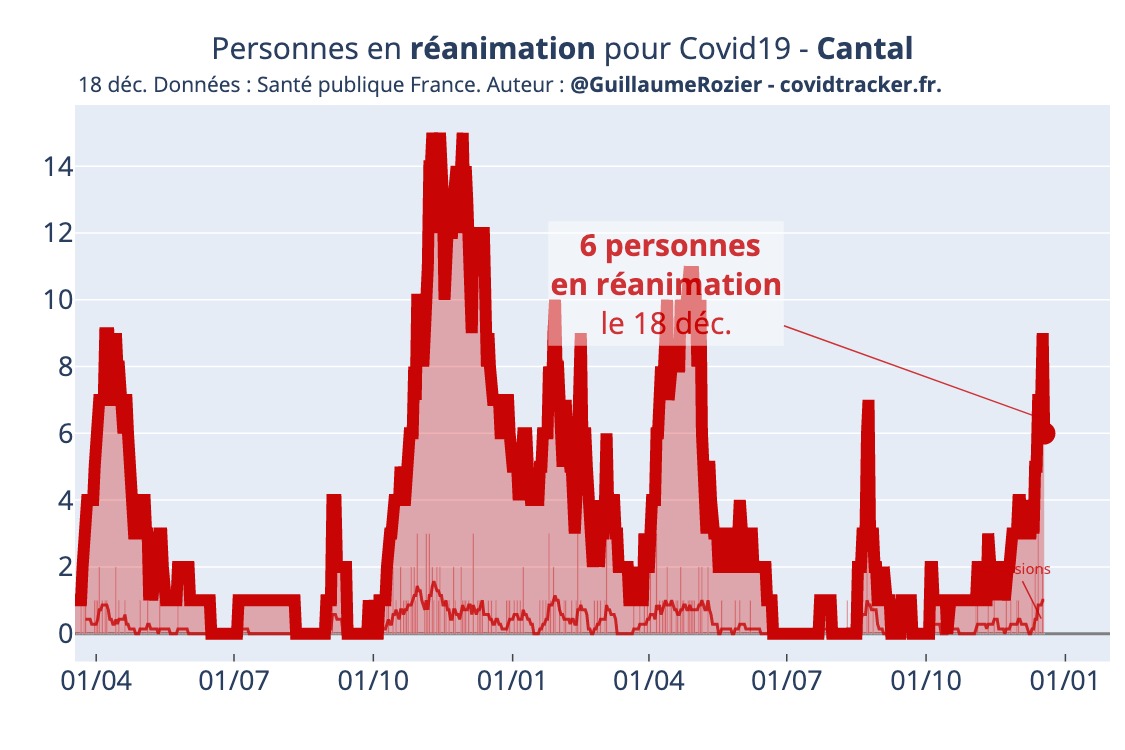 Personnes en réanimation pour Covid19 - Cantal
18 déc. Données : Santé publique France. Auteur : @GuillaumeRozier - covidtracker.fr.
14
12
10
8
6
4
2
0
6 personnes
en réanimation
le 18 déc.
sions
01/04 01/07 01/10 01/01 01/04 01/07 01/10 01/01